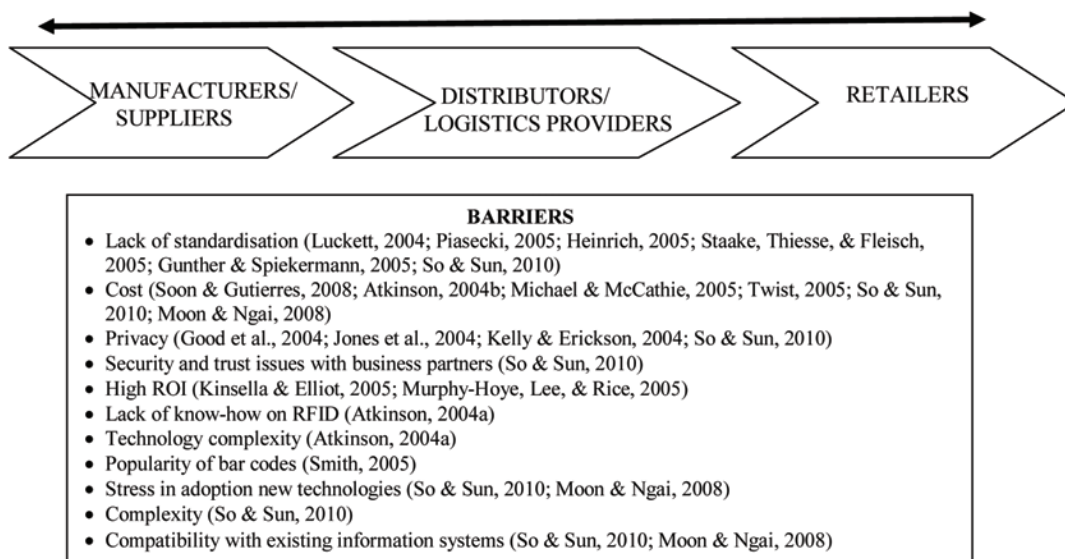 MANUFACTURERS/
SUPPLIERS
DISTRIBUTORS/
LOGISTICS PROVIDERS
RETAILERS
BARRIERS
• Lack of standardisation (Luckett, 2004; Piasecki, 2005; Heinrich, 2005; Staake, Thiesse, & Fleisch,
2005; Gunther & Spiekermann, 2005; So & Sun, 2010)
• Cost (Soon & Gutierres, 2008; Atkinson, 2004b; Michael & McCathie, 2005; Twist, 2005; So & Sun,
2010; Moon & Ngai, 2008)
• Privacy (Good et al., 2004; Jones et al., 2004; Kelly & Erickson, 2004; So & Sun, 2010)
• Security and trust issues with business partners (So & Sun, 2010)
• High ROI (Kinsella & Elliot, 2005; Murphy-Hoye, Lee, & Rice, 2005)
• Lack of know-how on RFID (Atkinson, 2004a)
• Technology complexity (Atkinson, 2004a)
• Popularity of bar codes (Smith, 2005)
• Stress in adoption new technologies (So & Sun, 2010; Moon & Ngai, 2008)
• Complexity (So & Sun, 2010)
• Compatibility with existing information systems (So & Sun, 2010; Moon & Ngai, 2008)